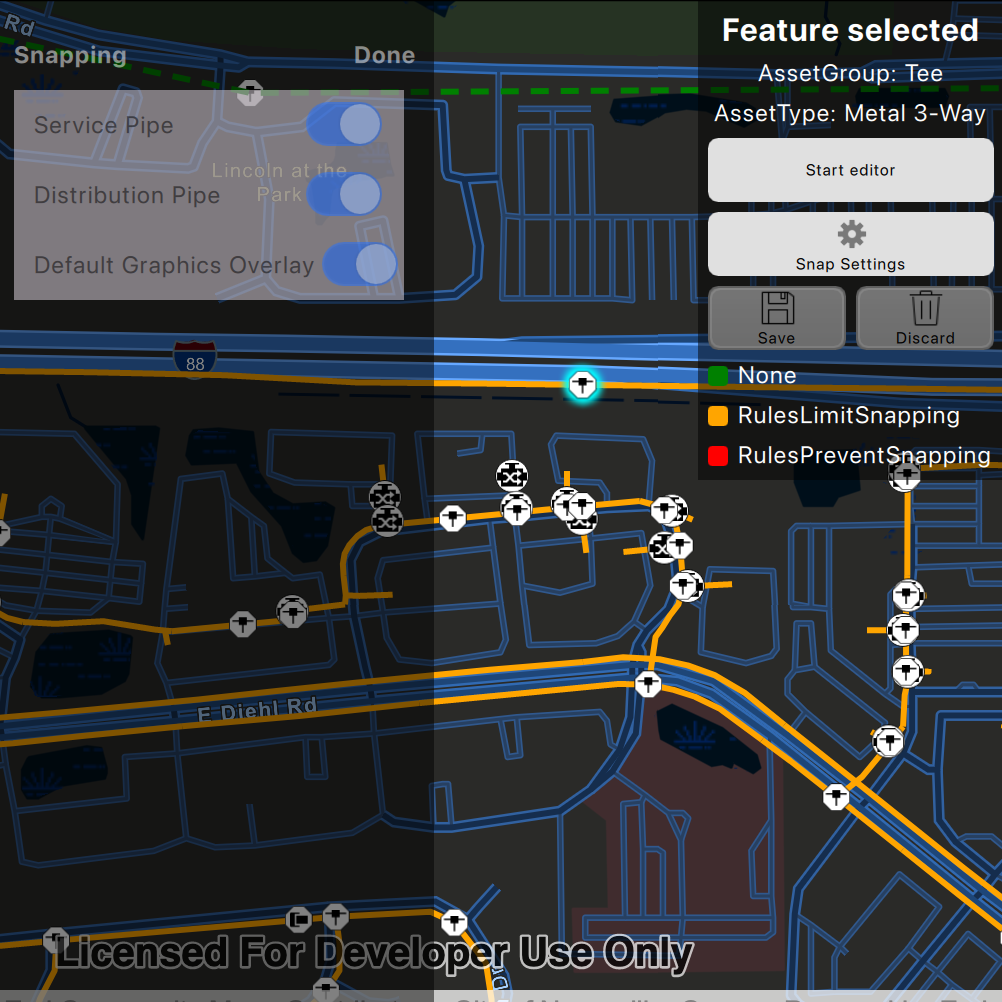 Rd
Snapping
Done
Service Pipe
Distribution Pipe
Default Graphics Overlay
Lincoln at the
Park
Feature selected
AssetGroup: Tee
AssetType: Metal 3-Way
Start editor
Snap Settings
Save
Discard
None
RulesLimitSnapping
RulesPreventSnapping
88
E Diehl Rd
Licensed For Developer Use Only